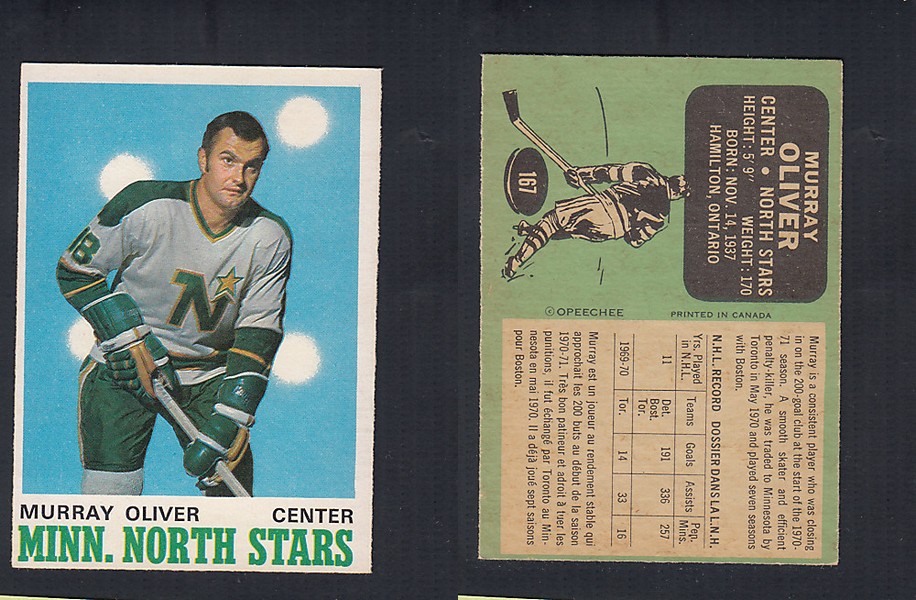 18
N
MURRAY OLIVER CENTER
MINN. NORTH STARS
167
MURRAY
OLIVER
CENTER • NORTH STARS
HEIGHT: 5'9" WEIGHT: 170
BORN: NOV. 14, 1937
HAMILTON, ONTARIO
© OPEECHEE PRINTED IN CANADA
Murray is a consistent player who was closing
in on the 200-goal club at the start of the 1970-
71 season. A smooth skater and efficient
penalty-killer, he was traded to Minnesota by
Toronto in May 1970 and played seven seasons
with Boston.
N.H.L. RECORD DOSSIER DANS LA L.N.H.
Yrs. Played in N.H.L. Teams Goals Assists Pen. Mins.
11 Det. Bost. Tor. 191 336 257
1969-70 Tor. 14 33 16
Murray est un joueur au rendement stable qui
approchait les 200 buts au début de la saison
1970-71. Très bon patineur et adroit à tuer les
punitions, il fut échangé par Toronto au Min-
nesota en mai 1970. Il a déjà joué sept saisons
pour Boston.